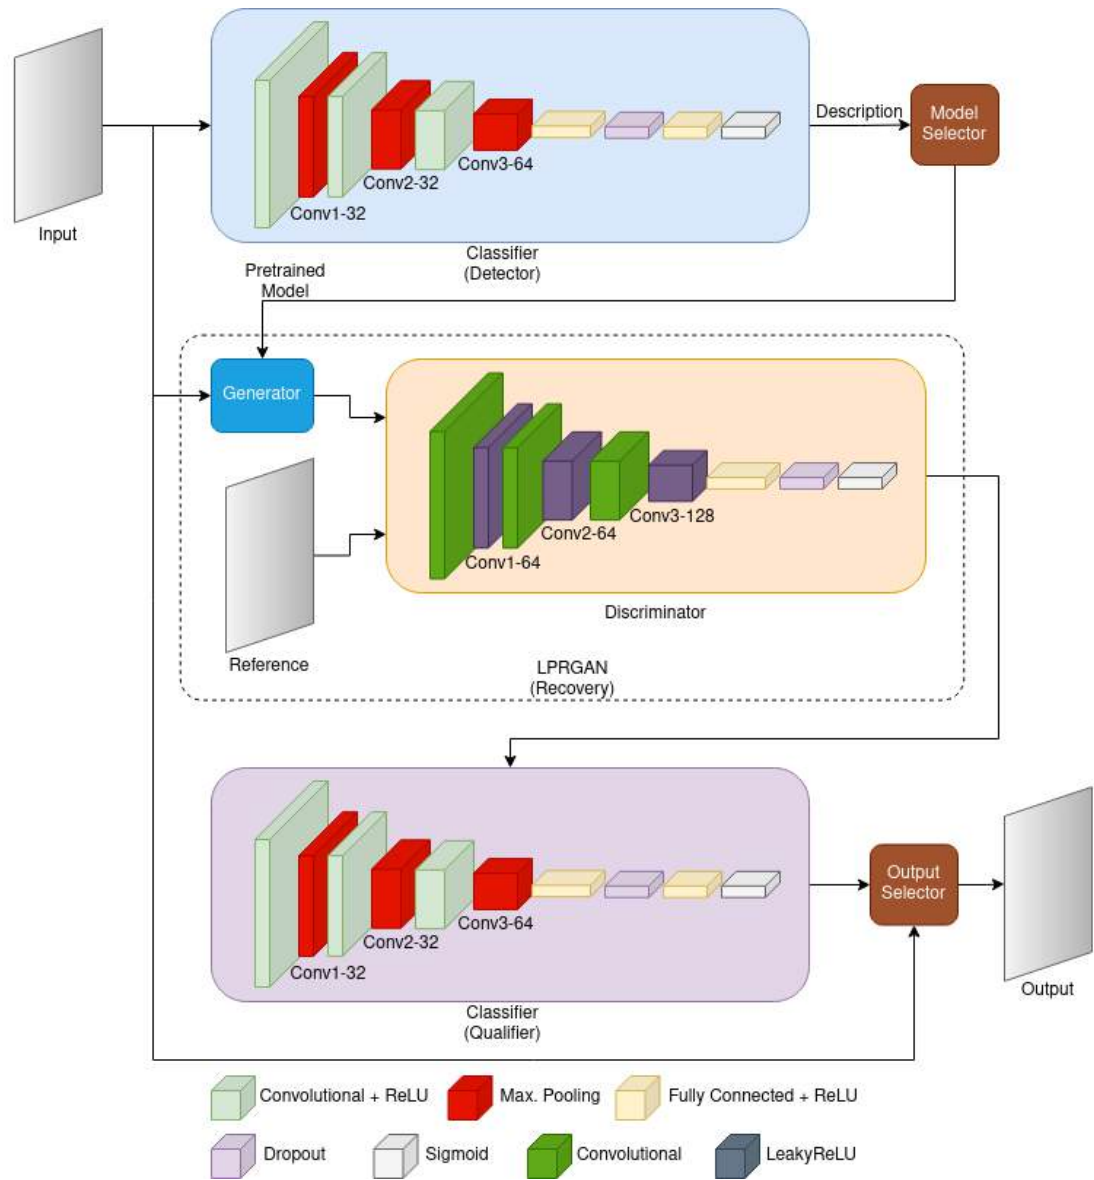 Input
Conv1-32
Conv2-32
Conv3-64
Classifier
(Detector)
Description
Model
Selector
Pretrained
Model
Generator
Reference
Conv1-64
Conv2-64
Conv3-128
Discriminator
LPRGAN
(Recovery)
Conv1-32
Conv2-32
Conv3-64
Classifier
(Qualifier)
Output
Selector
Output
Convolutional + ReLU
Max. Pooling
Fully Connected + ReLU
Dropout
Sigmoid
Convolutional
LeakyReLU